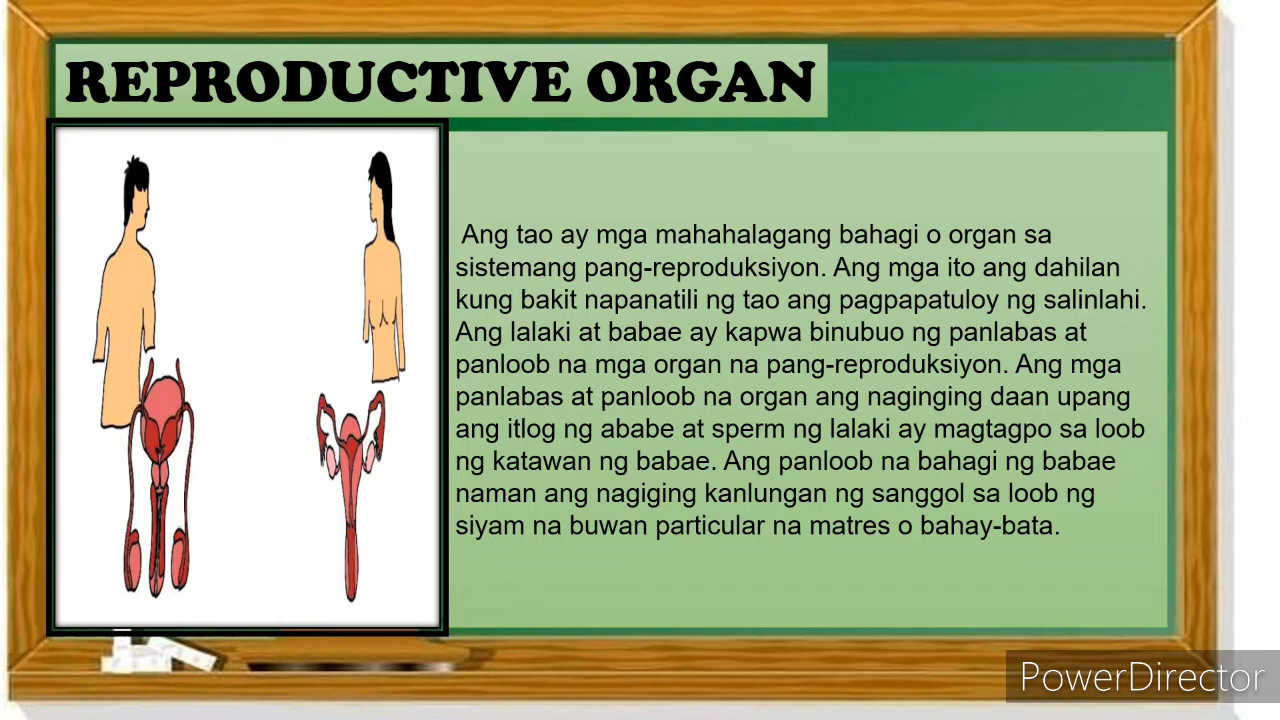 REPRODUCTIVE ORGAN
Ang tao ay mga mahahalagang bahagi o organ sa
sistemang pang-reproduksiyon. Ang mga ito ang dahilan
kung bakit napanatili ng tao ang pagpapatuloy ng salinlahi.
Ang lalaki at babae ay kapwa binubuo ng panlabas at
panloob na mga organ na pang-reproduksiyon. Ang mga
panlabas at panloob na organ ang naginging daan upang
ang itlog ng ababe at sperm ng lalaki ay magtagpo sa loob
ng katawan ng babae. Ang panloob na bahagi ng babae
naman ang nagiging kanlungan ng sanggol sa loob ng
siyam na buwan particular na matres o bahay-bata.
PowerDirector